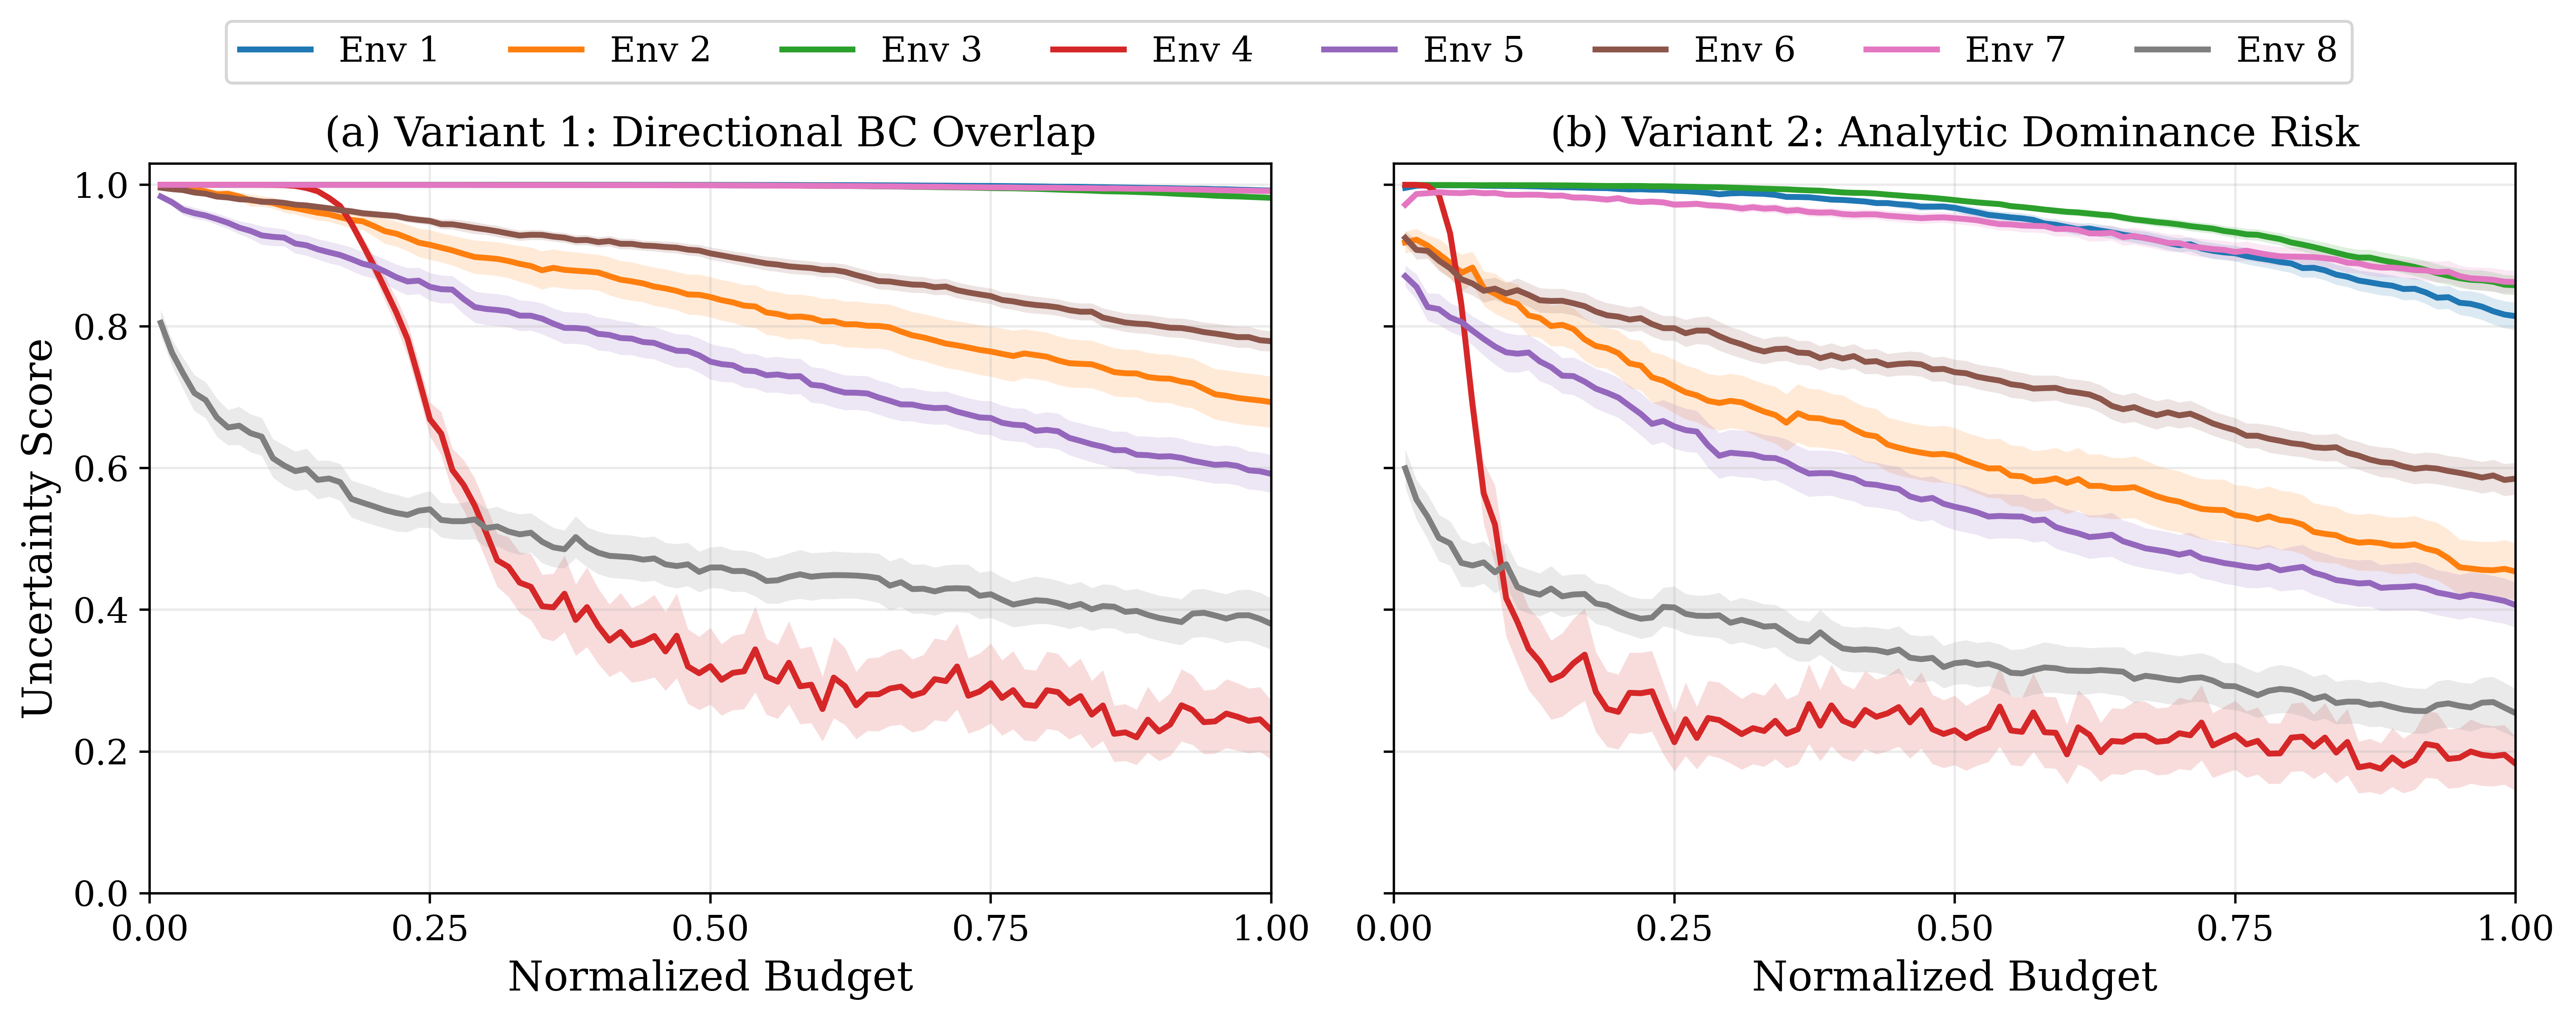 Env 1 Env 2 Env 3 Env 4 Env 5 Env 6 Env 7 Env 8
(a) Variant 1: Directional BC Overlap
Uncertainty Score
1.0
0.8
0.6
0.4
0.2
0.0
0.00 0.25 0.50 0.75 1.00
Normalized Budget
(b) Variant 2: Analytic Dominance Risk
0.00 0.25 0.50 0.75 1.00
Normalized Budget